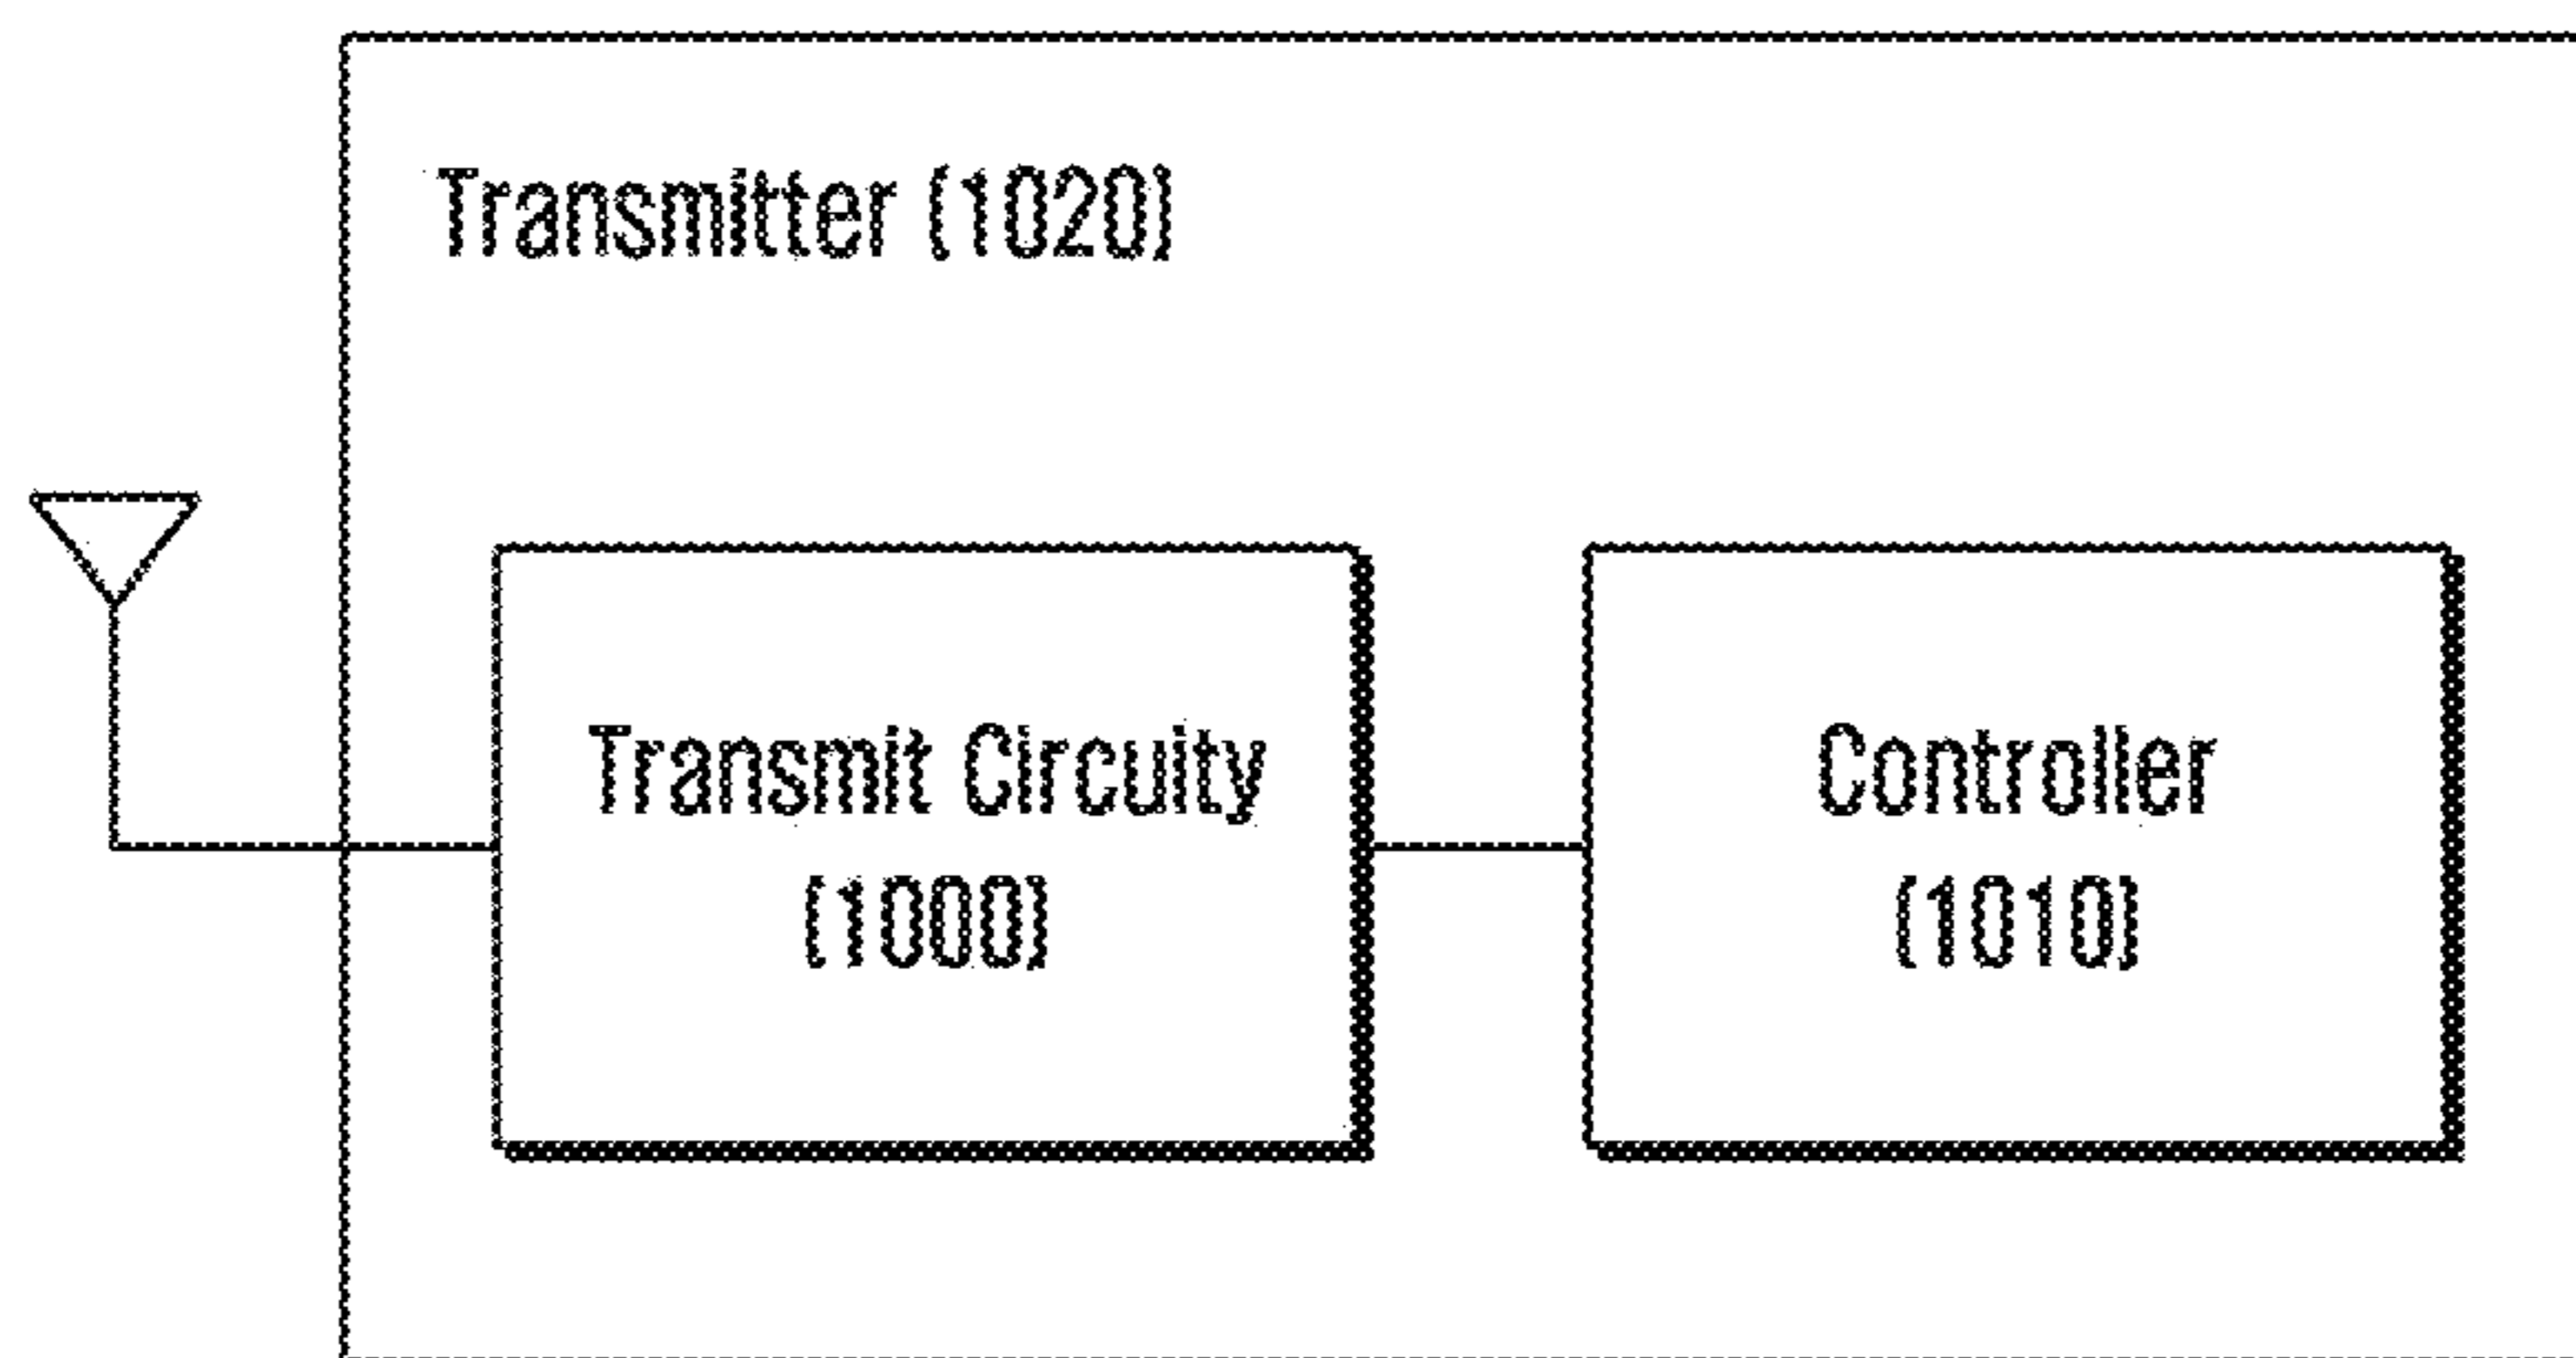 Transmitter (1020)
Transmit Circuity
(1000)
Controller
(1010)